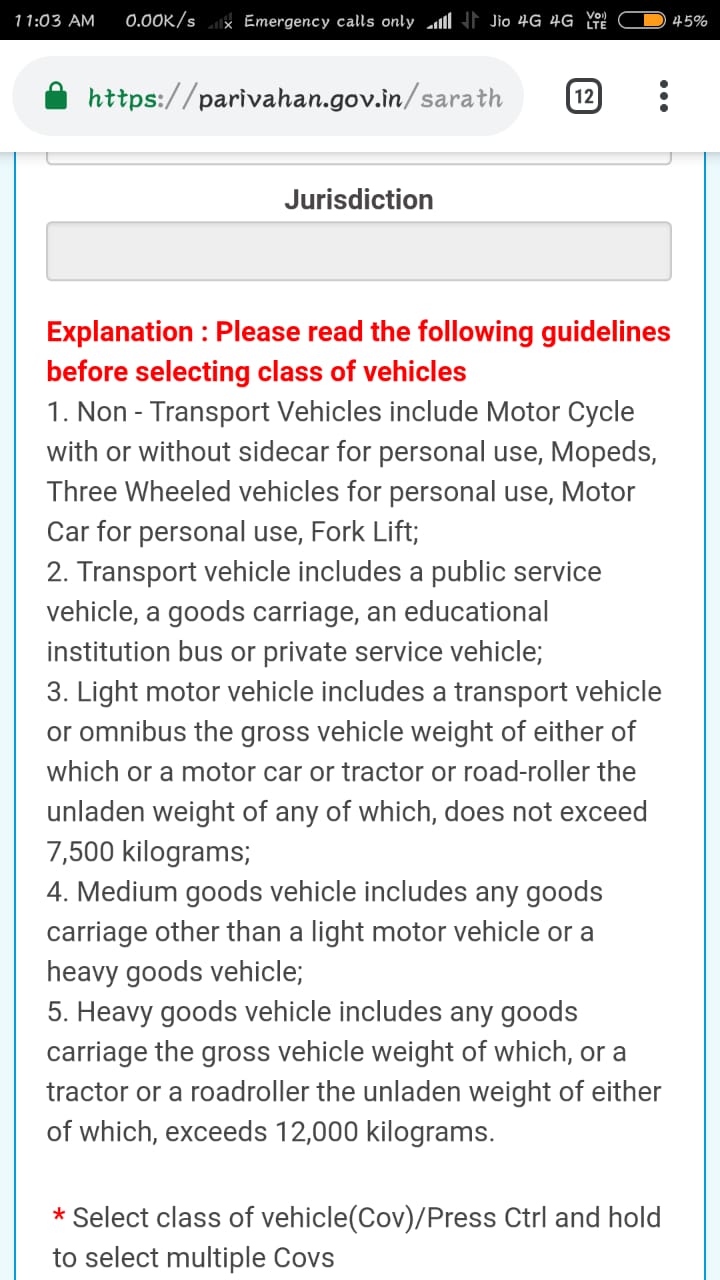 11:03 AM 0.00K/s Emergency calls only Jio 4G 4G VoLTE 45%
https://parivahan.gov.in/sarath 12
Jurisdiction
Explanation : Please read the following guidelines
before selecting class of vehicles
1. Non - Transport Vehicles include Motor Cycle
with or without sidecar for personal use, Mopeds,
Three Wheeled vehicles for personal use, Motor
Car for personal use, Fork Lift;
2. Transport vehicle includes a public service
vehicle, a goods carriage, an educational
institution bus or private service vehicle;
3. Light motor vehicle includes a transport vehicle
or omnibus the gross vehicle weight of either of
which or a motor car or tractor or road-roller the
unladen weight of any of which, does not exceed
7,500 kilograms;
4. Medium goods vehicle includes any goods
carriage other than a light motor vehicle or a
heavy goods vehicle;
5. Heavy goods vehicle includes any goods
carriage the gross vehicle weight of which, or a
tractor or a roadroller the unladen weight of either
of which, exceeds 12,000 kilograms.
* Select class of vehicle(Cov)/Press Ctrl and hold
to select multiple Covs